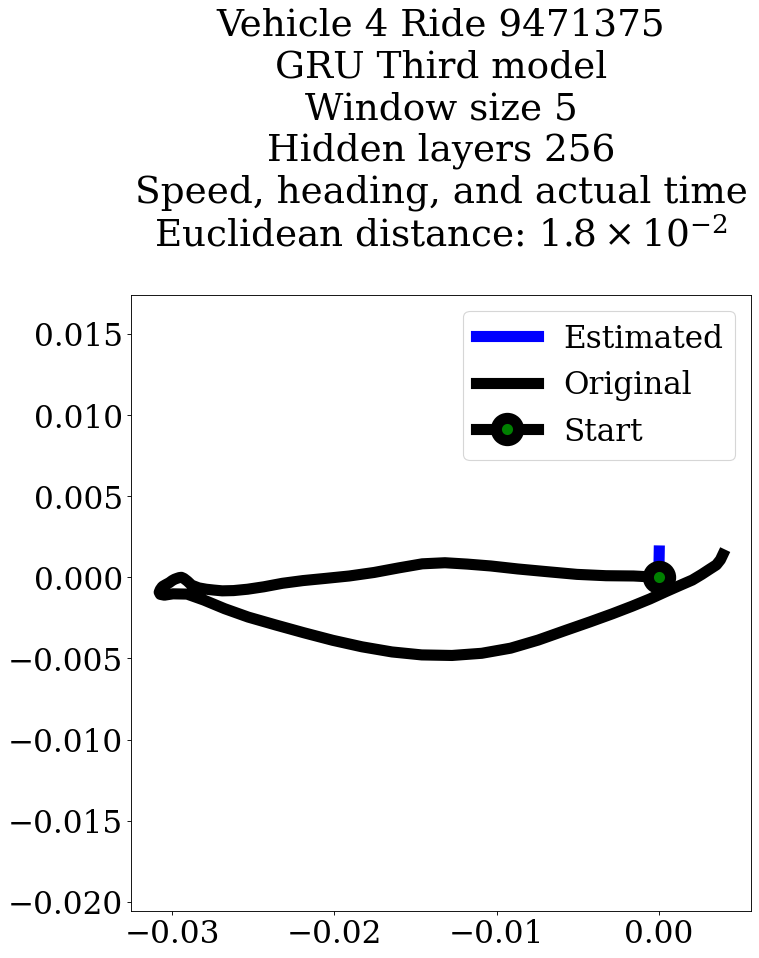 Vehicle 4 Ride 9471375
GRU Third model
Window size 5
Hidden layers 256
Speed, heading, and actual time
Euclidean distance: 1.8 × 10⁻²
Estimated
Original
Start
0.015
0.010
0.005
0.000
−0.005
−0.010
−0.015
−0.020
−0.03 −0.02 −0.01 0.00